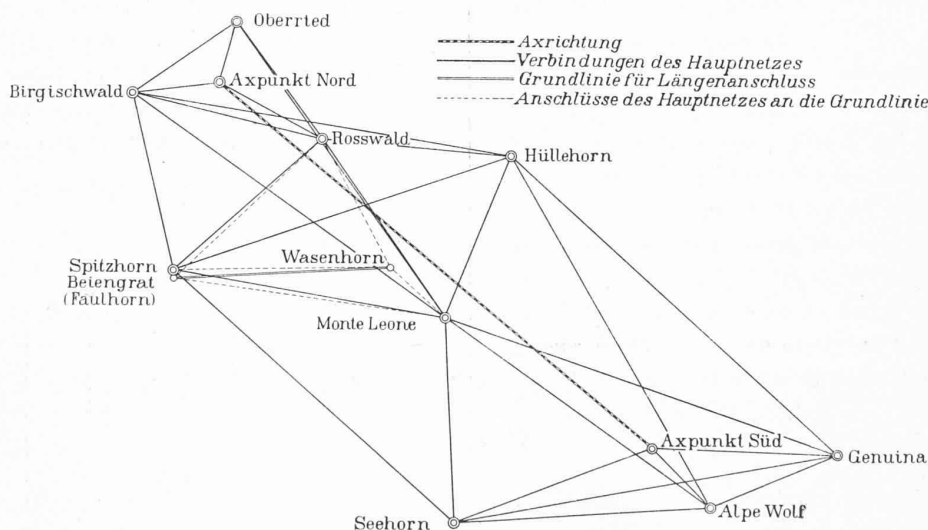 Oberrted
Axrichtung
Verbindungen des Hauptnetzes
Grundlinie für Längenanschluss
Anschlüsse des Hauptnetzes an die Grundlinie
Axpunkt Nord
Birgischwald
Rosswald
Hüllehorn
Wasenhorn
Spitzhorn
Beiengrat
(Faulhorn)
Monte Leone
Axpunkt Süd
Genuina
Alpe Wolf
Seehorn